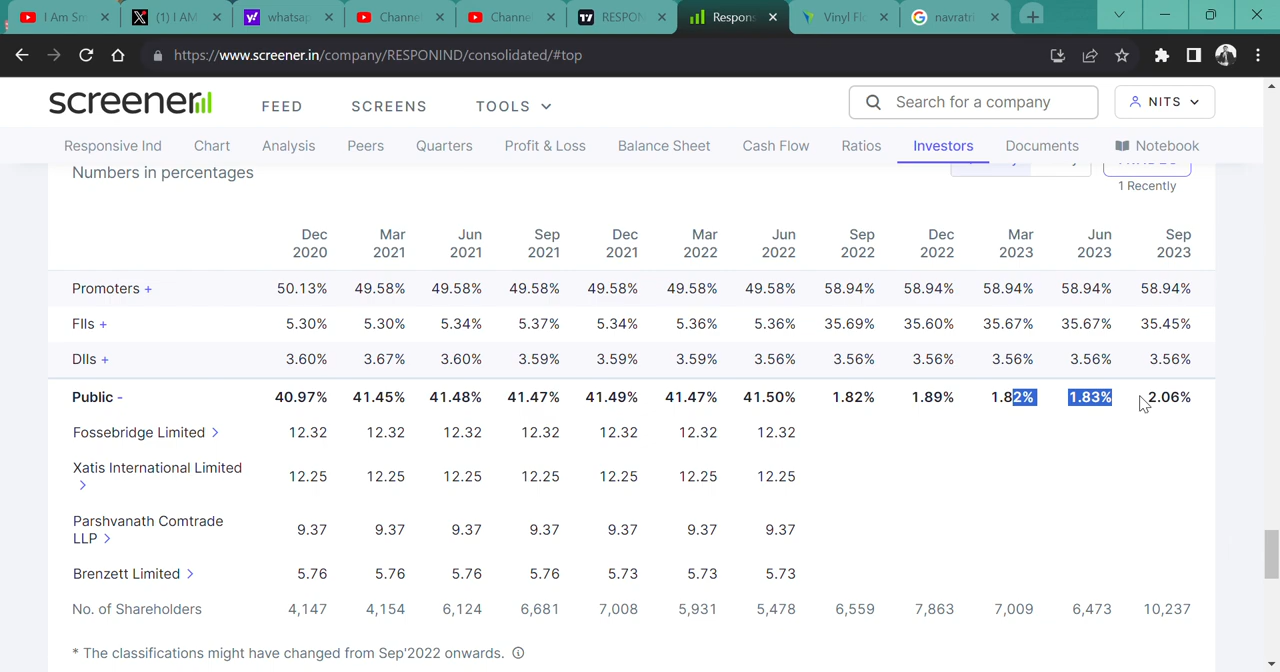 I Am Sm
(1) I AM
whatsap
Channe
Channe
RESPON
Respons
Vinyl Fl
navratri
https://www.screener.in/company/RESPONIND/consolidated/#top
screener
FEED
SCREENS
TOOLS
Search for a company
NITS
Responsive Ind
Chart
Analysis
Peers
Quarters
Profit & Loss
Balance Sheet
Cash Flow
Ratios
Investors
Documents
Notebook
Numbers in percentages
1 Recently
Dec 2020 Mar 2021 Jun 2021 Sep 2021 Dec 2021 Mar 2022 Jun 2022 Sep 2022 Dec 2022 Mar 2023 Jun 2023 Sep 2023
Promoters + 50.13% 49.58% 49.58% 49.58% 49.58% 49.58% 49.58% 58.94% 58.94% 58.94% 58.94% 58.94%
FIIs + 5.30% 5.30% 5.34% 5.37% 5.34% 5.36% 5.36% 35.69% 35.60% 35.67% 35.67% 35.45%
DIIs + 3.60% 3.67% 3.60% 3.59% 3.59% 3.59% 3.56% 3.56% 3.56% 3.56% 3.56% 3.56%
Public - 40.97% 41.45% 41.48% 41.47% 41.49% 41.47% 41.50% 1.82% 1.89% 1.82% 1.83% 2.06%
Fossebridge Limited > 12.32 12.32 12.32 12.32 12.32 12.32 12.32
Xatis International Limited > 12.25 12.25 12.25 12.25 12.25 12.25 12.25
Parshvanath Comtrade LLP > 9.37 9.37 9.37 9.37 9.37 9.37 9.37
Brenzett Limited > 5.76 5.76 5.76 5.76 5.73 5.73 5.73
No. of Shareholders 4,147 4,154 6,124 6,681 7,008 5,931 5,478 6,559 7,863 7,009 6,473 10,237
* The classifications might have changed from Sep'2022 onwards.